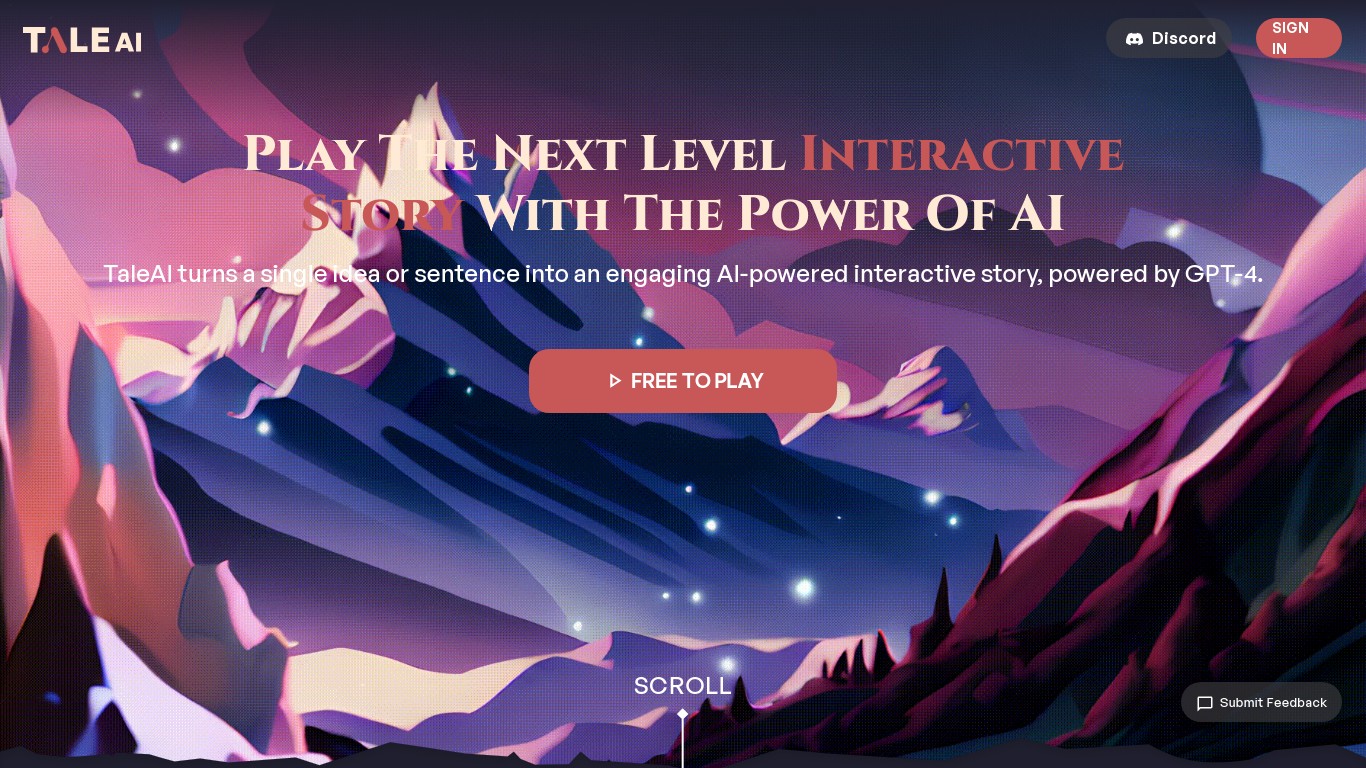 TALE AI
Discord
SIGN
IN
Play The Next Level Interactive
Story With The Power Of AI
TaleAI turns a single idea or sentence into an engaging AI-powered interactive story, powered by GPT-4.
FREE TO PLAY
SCROLL
Submit Feedback